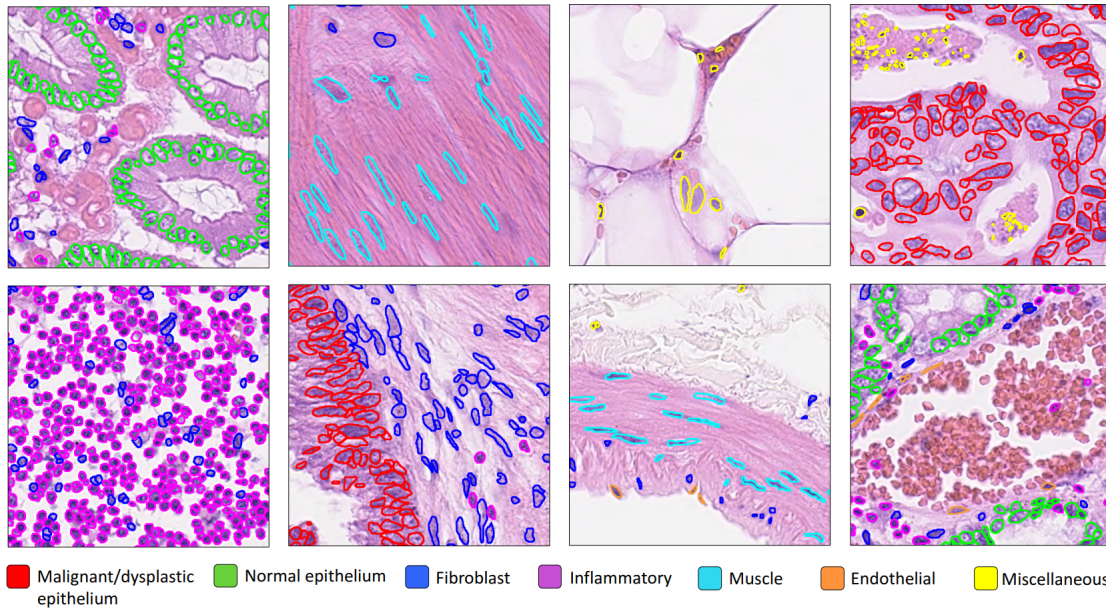 Malignant/dysplastic
epithelium
Normal epithelium
Fibroblast
Inflammatory
Muscle
Endothelial
Miscellaneous